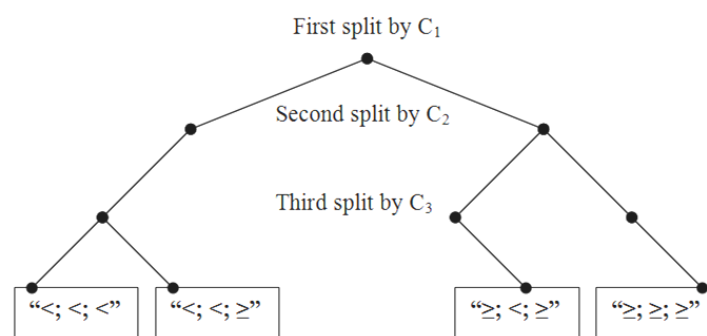 First split by C₁
Second split by C₂
Third split by C₃
“<; <; <” “<; <; ≥” “≥; <; ≥” “≥; ≥; ≥”